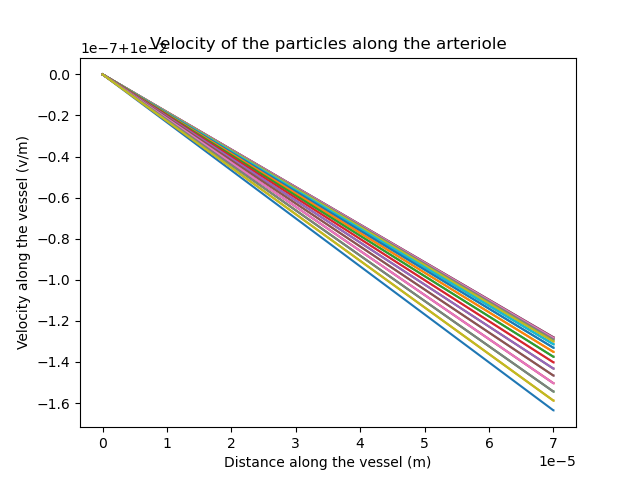 Velocity of the particles along the arteriole
1e−7+1e−2
0.0
−0.2
−0.4
−0.6
−0.8
−1.0
−1.2
−1.4
−1.6
Velocity along the vessel (v/m)
0 1 2 3 4 5 6 7
1e−5
Distance along the vessel (m)